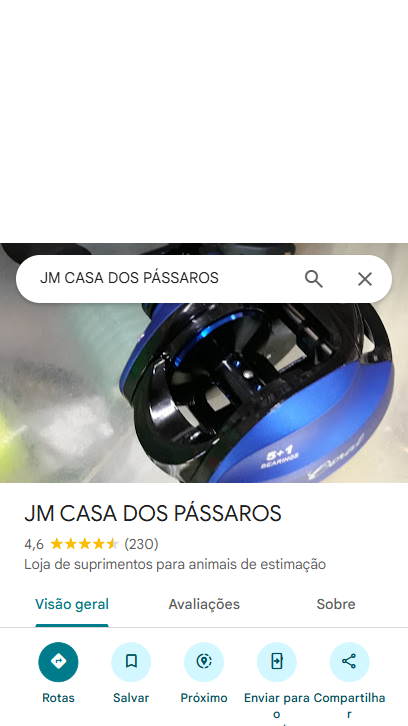 JM CASA DOS PÁSSAROS
5+1
BEARINGS
JM CASA DOS PÁSSAROS
4,6 (230)
Loja de suprimentos para animais de estimação
Visão geral Avaliações Sobre
Rotas Salvar Próximo Enviar para o Compartilhar